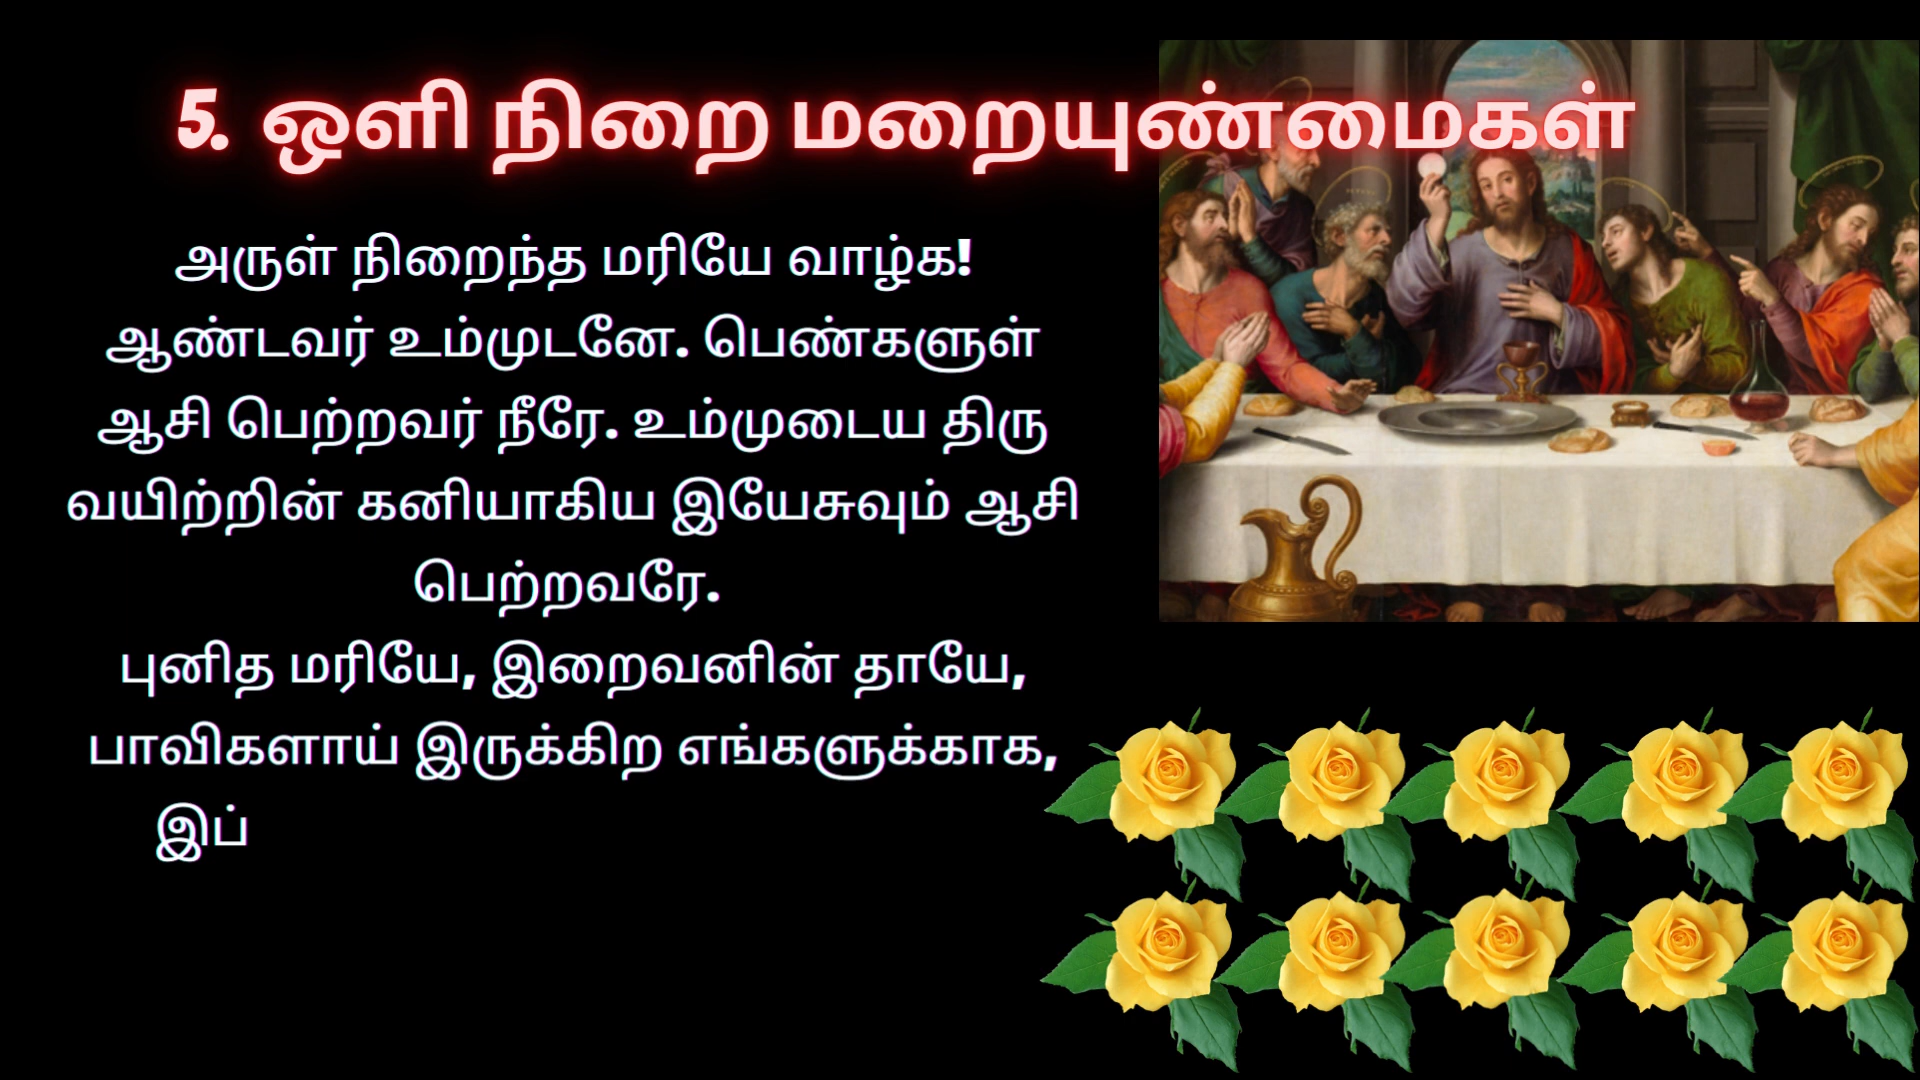 5. ஒளி நிறை மறையுண்மைகள்
அருள் நிறைந்த மரியே வாழ்க!
ஆண்டவர் உம்முடனே. பெண்களுள்
ஆசி பெற்றவர் நீரே. உம்முடைய திரு
வயிற்றின் கனியாகிய இயேசுவும் ஆசி
பெற்றவரே.
புனித மரியே, இறைவனின் தாயே,
பாவிகளாய் இருக்கிற எங்களுக்காக,
இப்